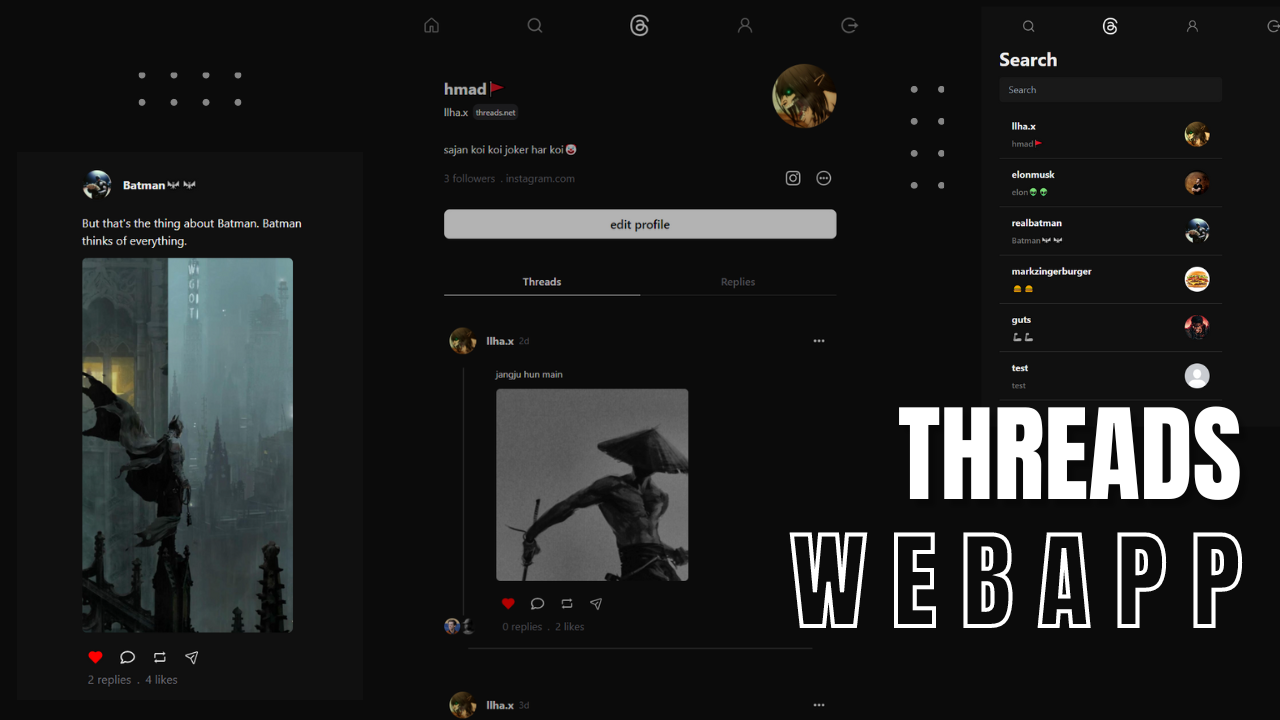 Batman
But that's the thing about Batman. Batman
thinks of everything.
2 replies . 4 likes
hmad
llha.x threads.net
sajan koi koi joker har koi
3 followers . instagram.com
edit profile
Threads Replies
llha.x 2d
jangju hun main
0 replies . 2 likes
llha.x 3d
Search
Search
llha.x
hmad
elonmusk
elon
realbatman
Batman
markzingerburger
guts
test
test
THREADS
WEBAPP